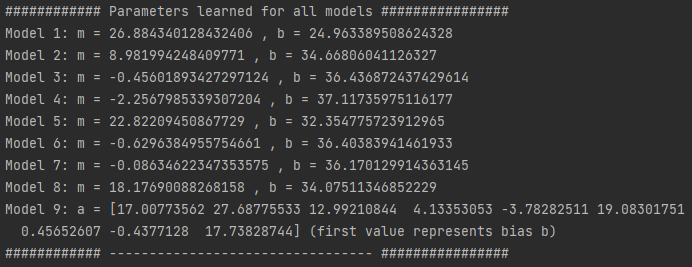 ############ Parameters learned for all models ################
Model 1: m = 26.884340128432406 , b = 24.963389508624328
Model 2: m = 8.981994248409771 , b = 34.66806041126327
Model 3: m = -0.45601893427297124 , b = 36.436872437429614
Model 4: m = -2.2567985339307204 , b = 37.11735975116177
Model 5: m = 22.82209450867729 , b = 32.354775723912965
Model 6: m = -0.6296384955754661 , b = 36.40383941461933
Model 7: m = -0.08634622347353575 , b = 36.170129914363145
Model 8: m = 18.17690088268158 , b = 34.07511346852229
Model 9: a = [17.00773562 27.68775533 12.99210844  4.13353053 -3.78282511 19.08301751
  0.45652607 -0.4377128  17.73828744] (first value represents bias b)
############ --------------------------------- ################